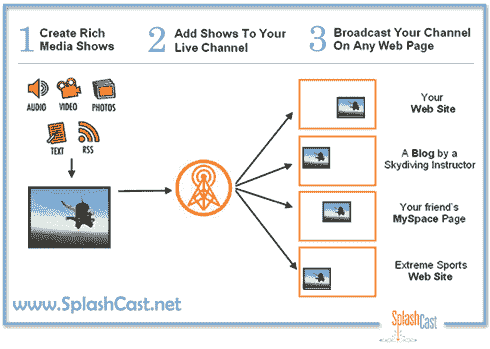 1 Create Rich
Media Shows
2 Add Shows To Your
Live Channel
3 Broadcast Your Channel
On Any Web Page
AUDIO VIDEO PHOTOS
TEXT RSS
Your
Web Site
A Blog by a
Skydiving Instructor
Your friend's
MySpace Page
Extreme Sports
Web Site
www.SplashCast.net
SplashCast